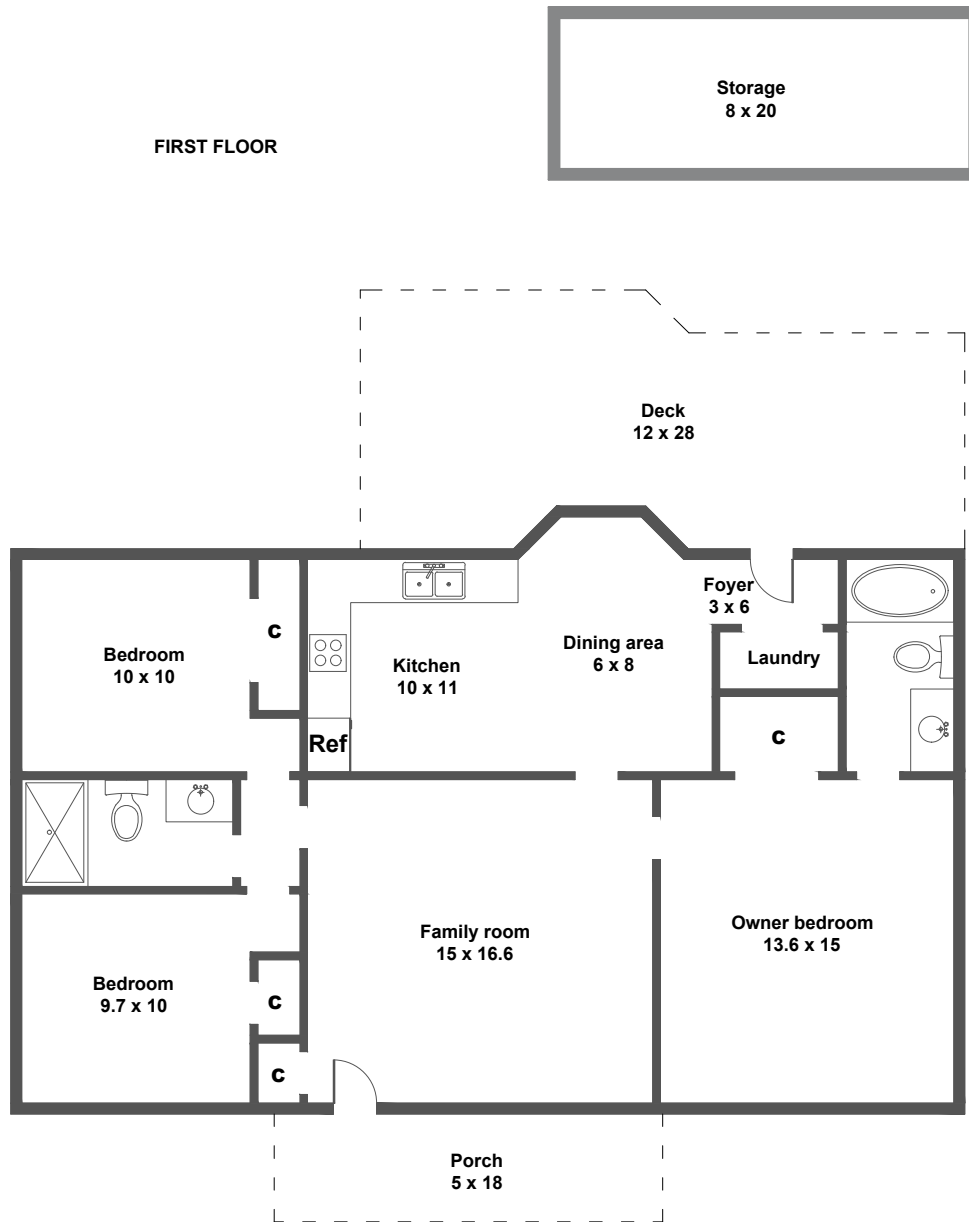 Storage
8 x 20
FIRST FLOOR
Deck
12 x 28
Foyer
3 x 6
Bedroom
10 x 10
C
Kitchen
10 x 11
Dining area
6 x 8
Laundry
Ref
C
Family room
15 x 16.6
Owner bedroom
13.6 x 15
Bedroom
9.7 x 10
C
C
Porch
5 x 18